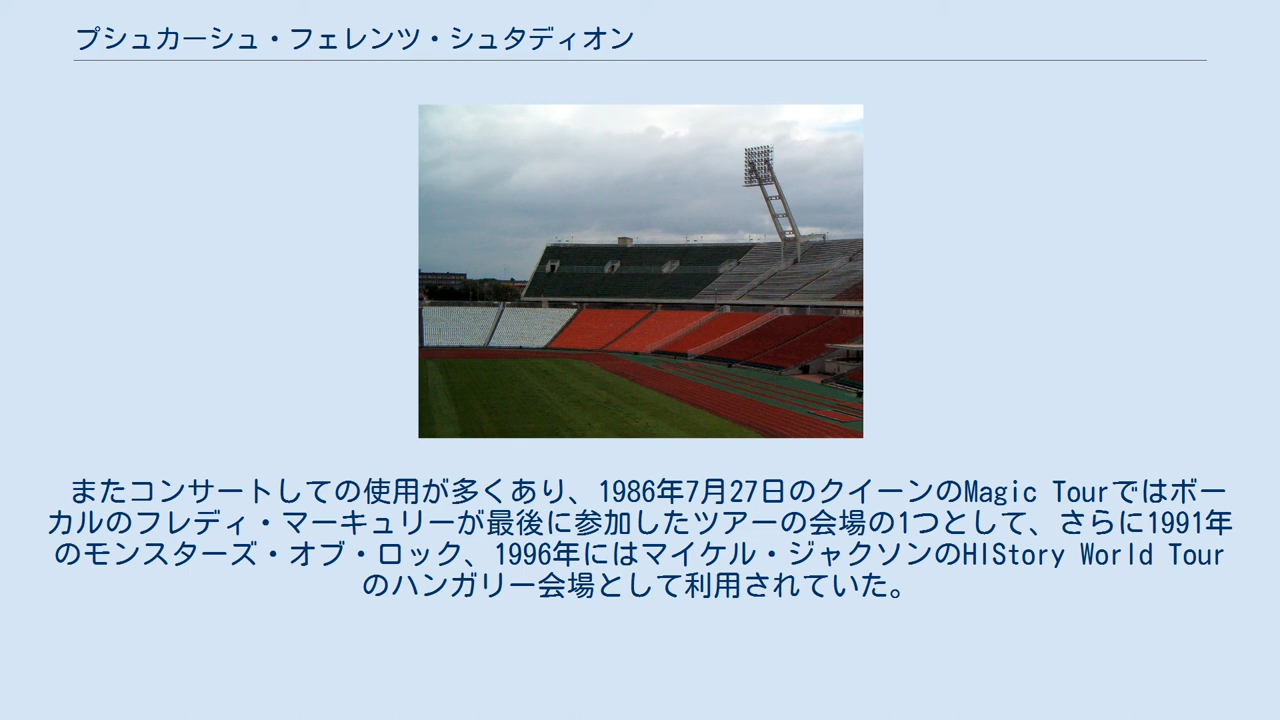 プシュカーシュ・フェレンツ・シュタディオン
またコンサートしての使用が多くあり、1986年7月27日のクイーンのMagic Tourではボー
カルのフレディ・マーキュリーが最後に参加したツアーの会場の1つとして、さらに1991年
のモンスターズ・オブ・ロック、1996年にはマイケル・ジャクソンのHIStory World Tour
のハンガリー会場として利用されていた。